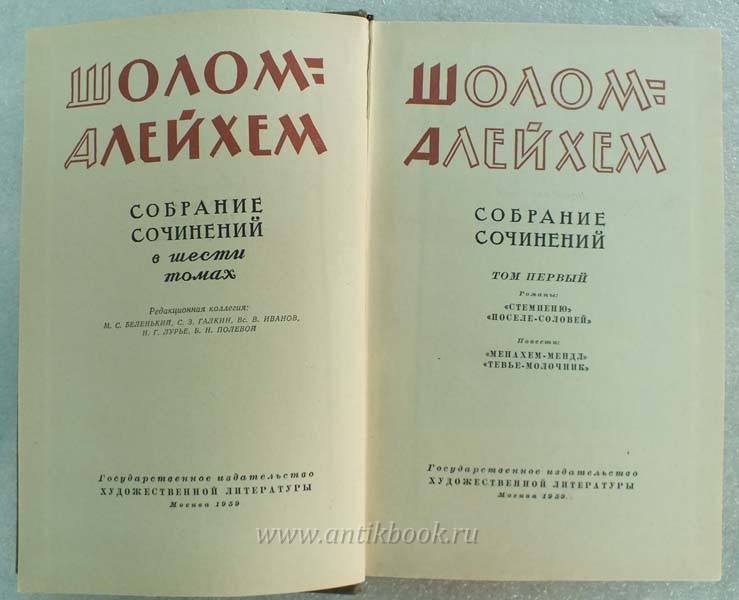 ШОЛОМ=
АЛЕЙХЕМ
СОБРАНИЕ
СОЧИНЕНИЙ
в шести
томах
Редакционная коллегия:
М. С. БЕЛЕНЬКИЙ, С. З. ГАЛКИН, Вс. В. ИВАНОВ,
Н. Г. ЛУРЬЕ, Б. Н. ПОЛЕВОЙ
Государственное издательство
ХУДОЖЕСТВЕННОЙ ЛИТЕРАТУРЫ
Москва 1959
ШОЛОМ=
АЛЕЙХЕМ
СОБРАНИЕ
СОЧИНЕНИЙ
ТОМ ПЕРВЫЙ
Романы:
«СТЕМПЕНЮ»
«ИОСЕЛЕ-СОЛОВЕЙ»
Повести:
«МЕНАХЕМ-МЕНДЛ»
«ТЕВЬЕ-МОЛОЧНИК»
Государственное издательство
ХУДОЖЕСТВЕННОЙ ЛИТЕРАТУРЫ
Москва 1959
www.antikbook.ru